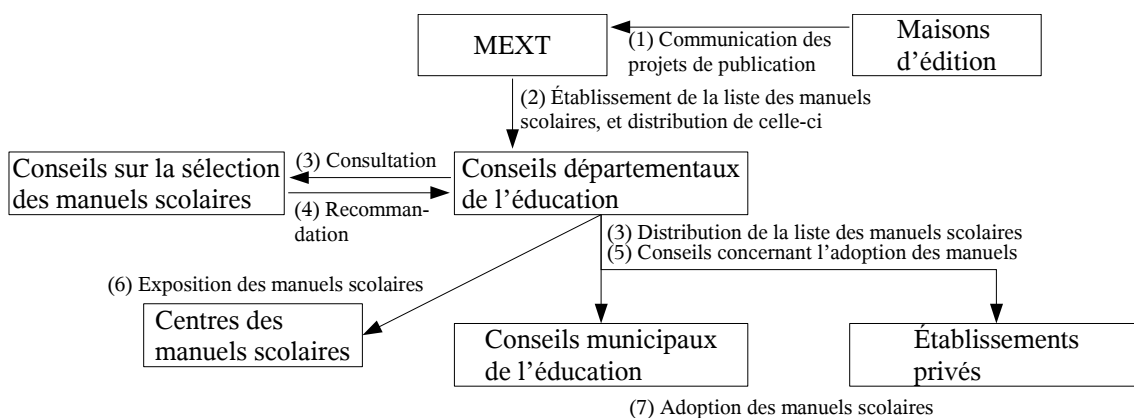 MEXT
(1) Communication des
projets de publication
Maisons
d’édition
(2) Établissement de la liste des manuels
scolaires, et distribution de celle-ci
Conseils sur la sélection
des manuels scolaires
(3) Consultation
(4) Recomman-
dation
Conseils départementaux
de l’éducation
(3) Distribution de la liste des manuels scolaires
(5) Conseils concernant l’adoption des manuels
(6) Exposition des manuels scolaires
Centres des
manuels scolaires
Conseils municipaux
de l’éducation
Établissements
privés
(7) Adoption des manuels scolaires